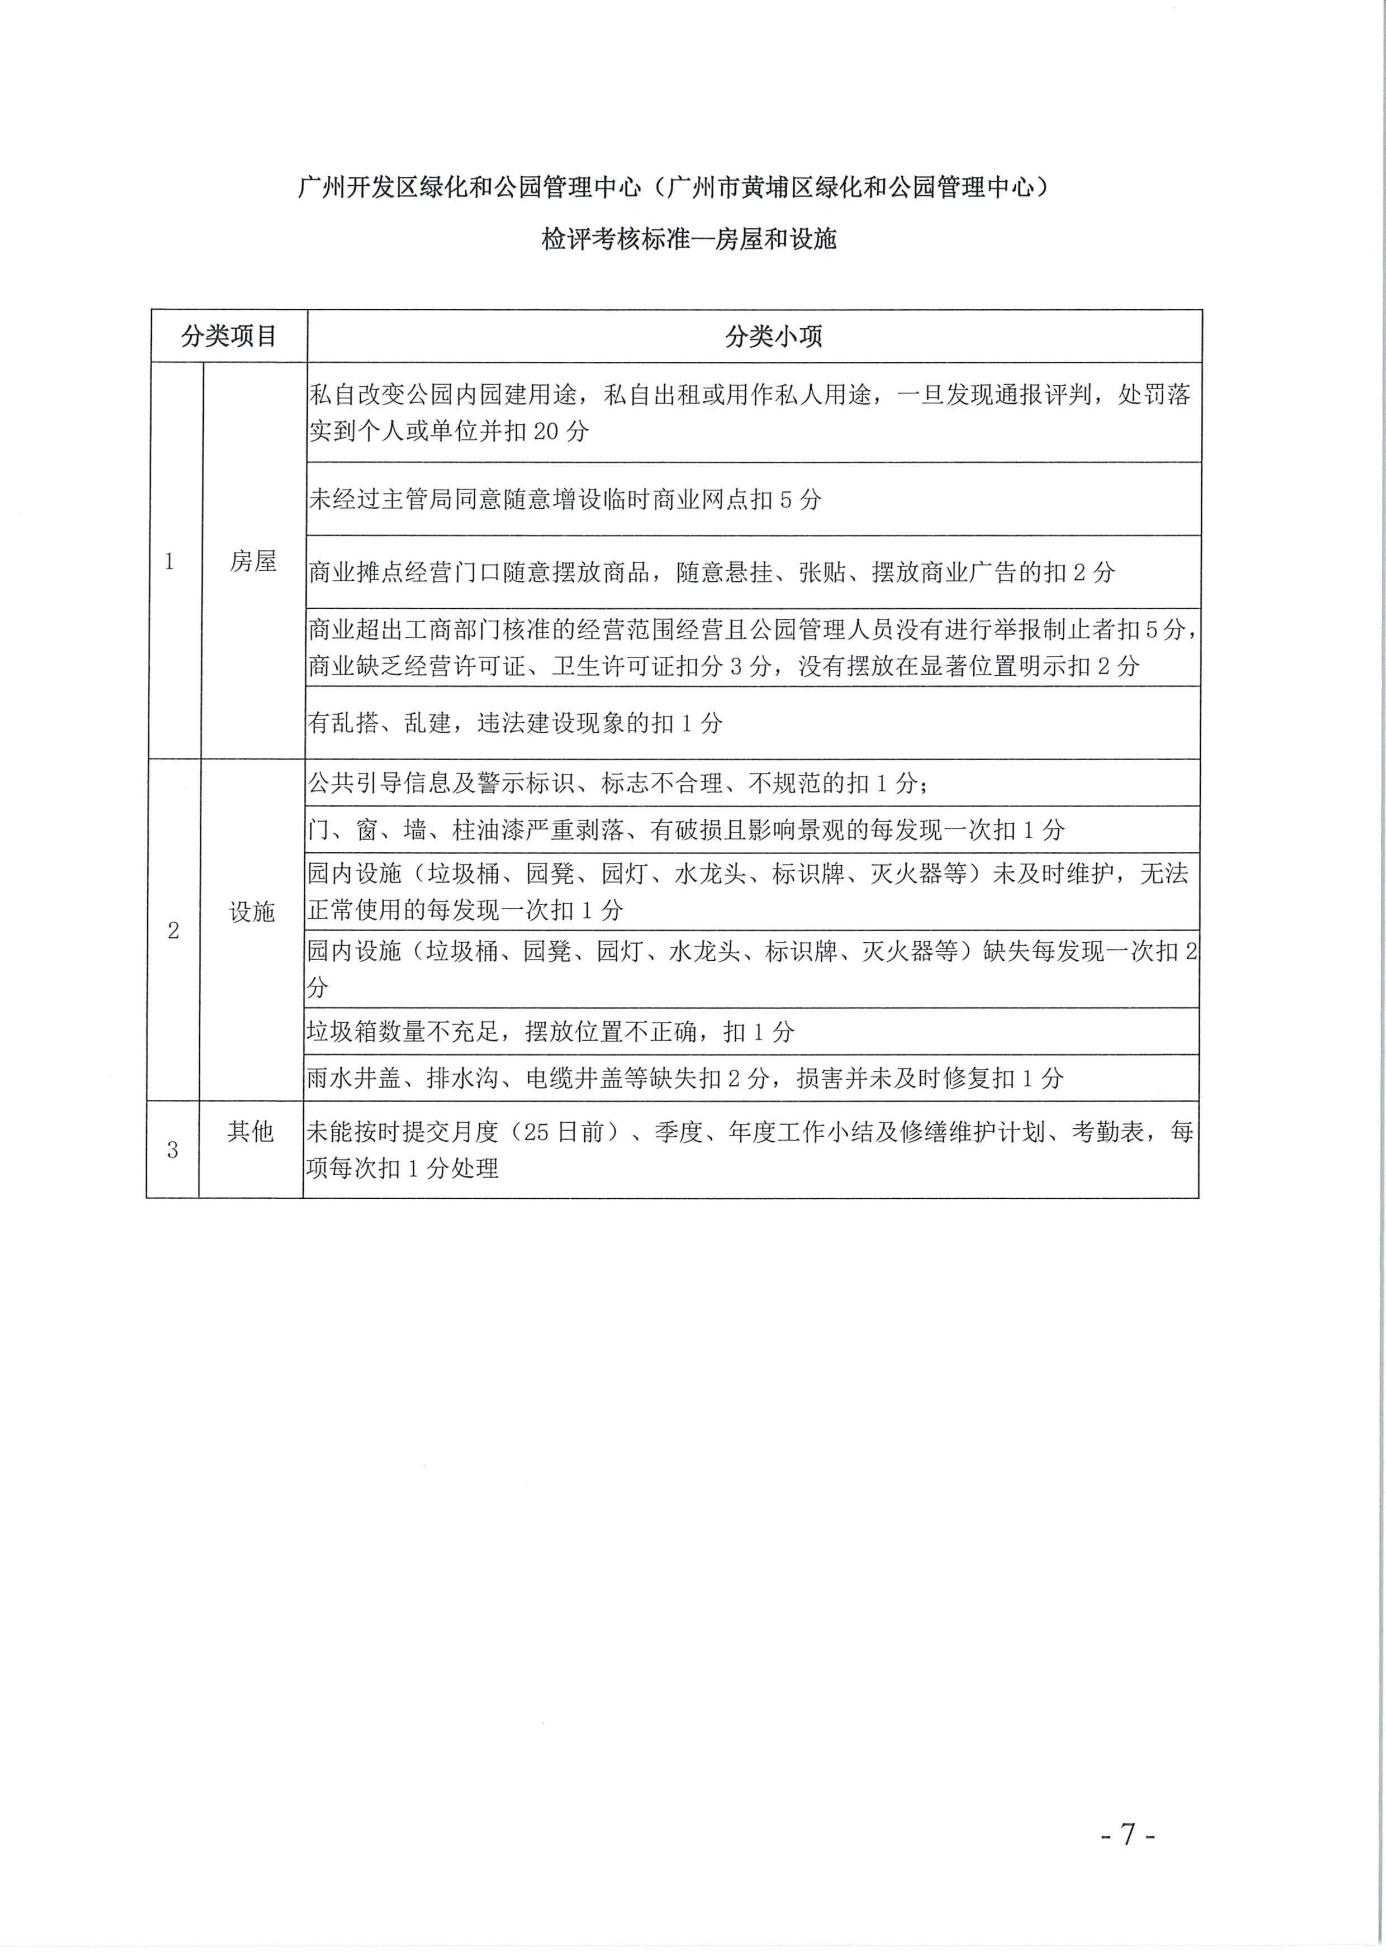 广州开发区绿化和公园管理中心（广州市黄埔区绿化和公园管理中心）
检评考核标准—房屋和设施
分类项目
分类小项
1
房屋
私自改变公园内园建用途，私自出租或用作私人用途，一旦发现通报评判，处罚落
实到个人或单位并扣 20 分
未经过主管局同意随意增设临时商业网点扣 5 分
商业摊点经营门口随意摆放商品，随意悬挂、张贴、摆放商业广告的扣 2 分
商业超出工商部门核准的经营范围经营且公园管理人员没有进行举报制止者扣 5 分，
商业缺乏经营许可证、卫生许可证扣分 3 分，没有摆放在显著位置明示扣 2 分
有乱搭、乱建，违法建设现象的扣 1 分
2
设施
公共引导信息及警示标识、标志不合理、不规范的扣 1 分；
门、窗、墙、柱油漆严重剥落、有破损且影响景观的每发现一次扣 1 分
园内设施（垃圾桶、园凳、园灯、水龙头、标识牌、灭火器等）未及时维护，无法
正常使用的每发现一次扣 1 分
园内设施（垃圾桶、园凳、园灯、水龙头、标识牌、灭火器等）缺失每发现一次扣 2
分
垃圾箱数量不充足，摆放位置不正确，扣 1 分
雨水井盖、排水沟、电缆井盖等缺失扣 2 分，损害并未及时修复扣 1 分
3
其他
未能按时提交月度（25 日前）、季度、年度工作小结及修缮维护计划、考勤表，每
项每次扣 1 分处理
- 7 -